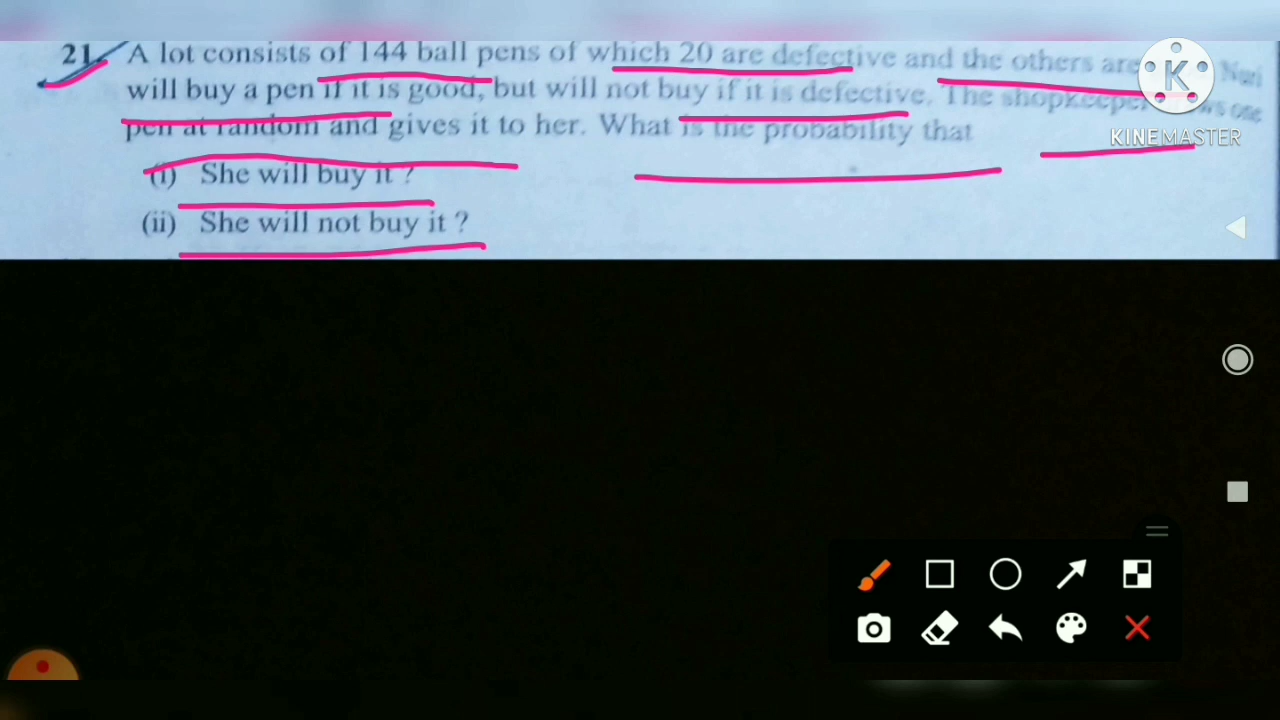 21. A lot consists of 144 ball pens of which 20 are defective and the others are Nuri
will buy a pen if it is good, but will not buy if it is defective. The shopkeeper one
pen at random and gives it to her. What is the probability that
(i) She will buy it ?
(ii) She will not buy it ?
K
KINEMASTER